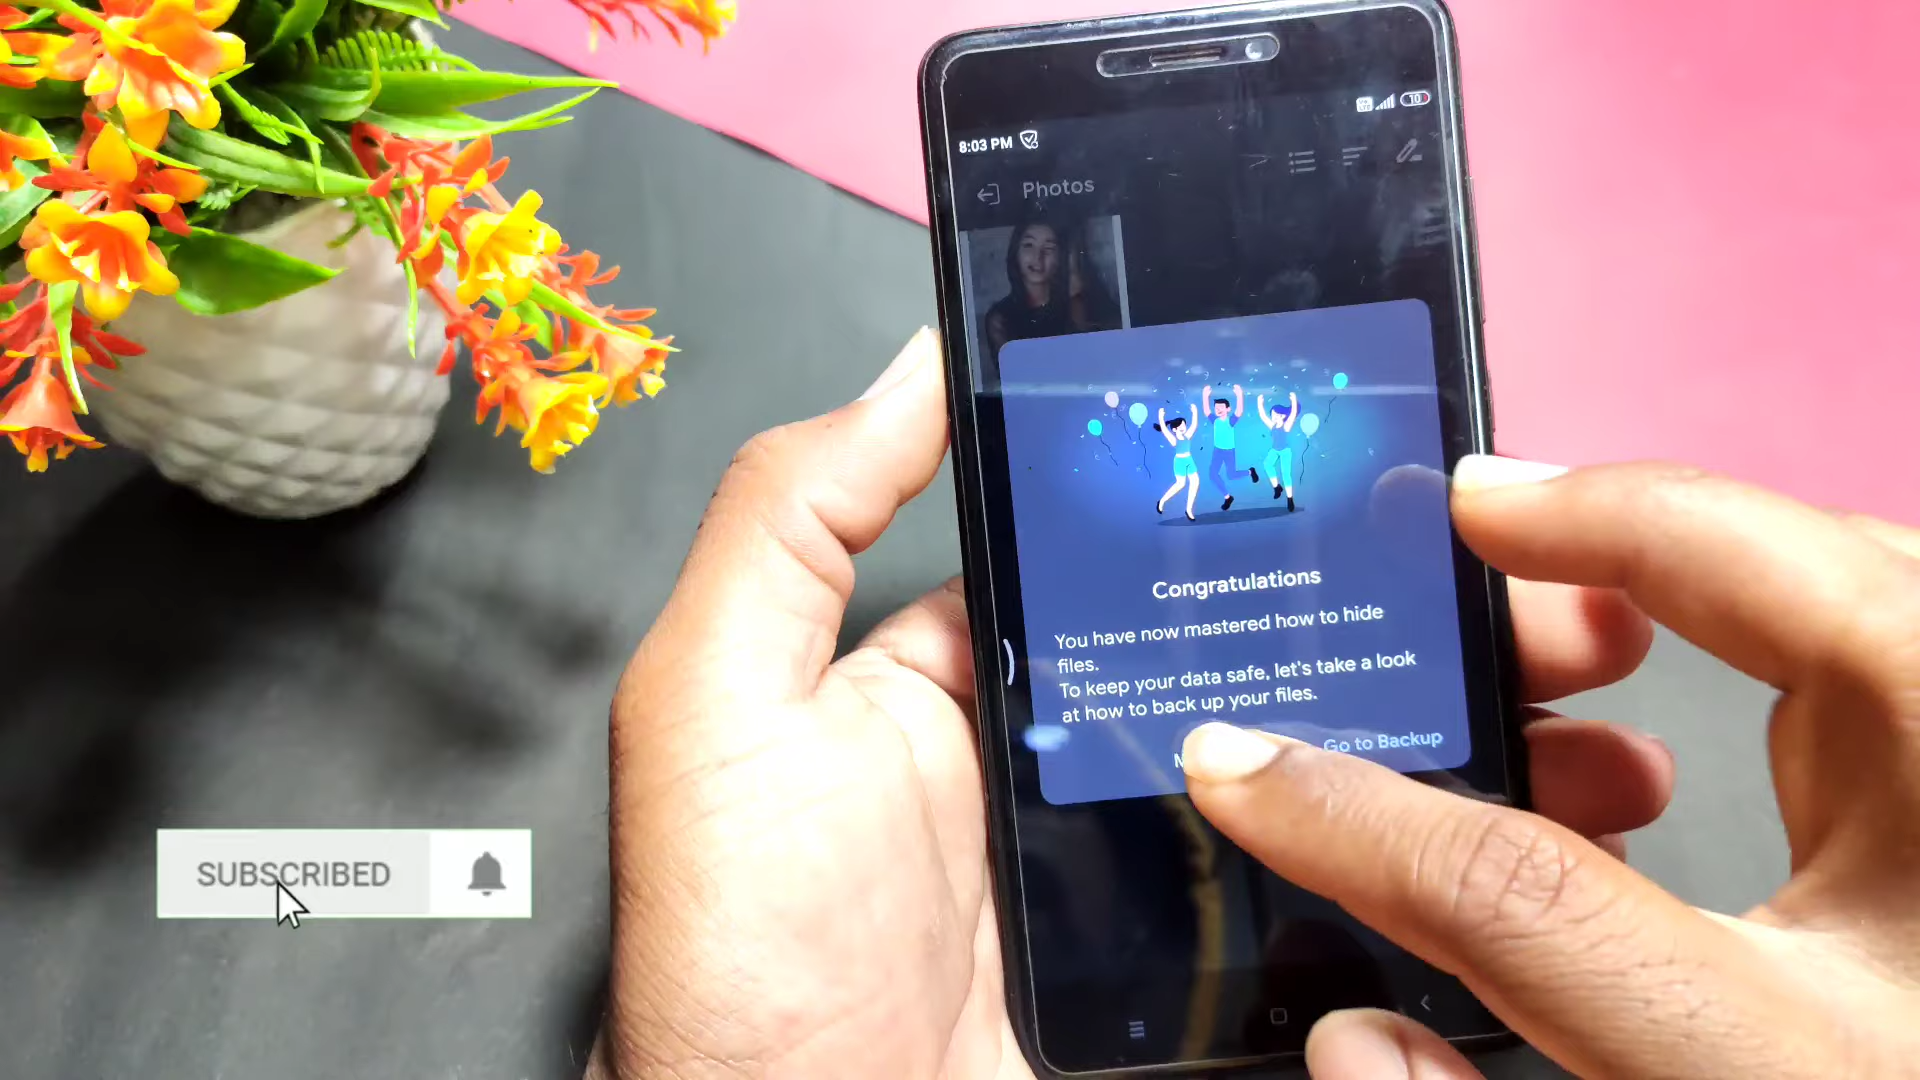 8:03 PM
10
Photos
Congratulations
You have now mastered how to hide
files.
To keep your data safe, let's take a look
at how to back up your files.
Go to Backup
SUBSCRIBED